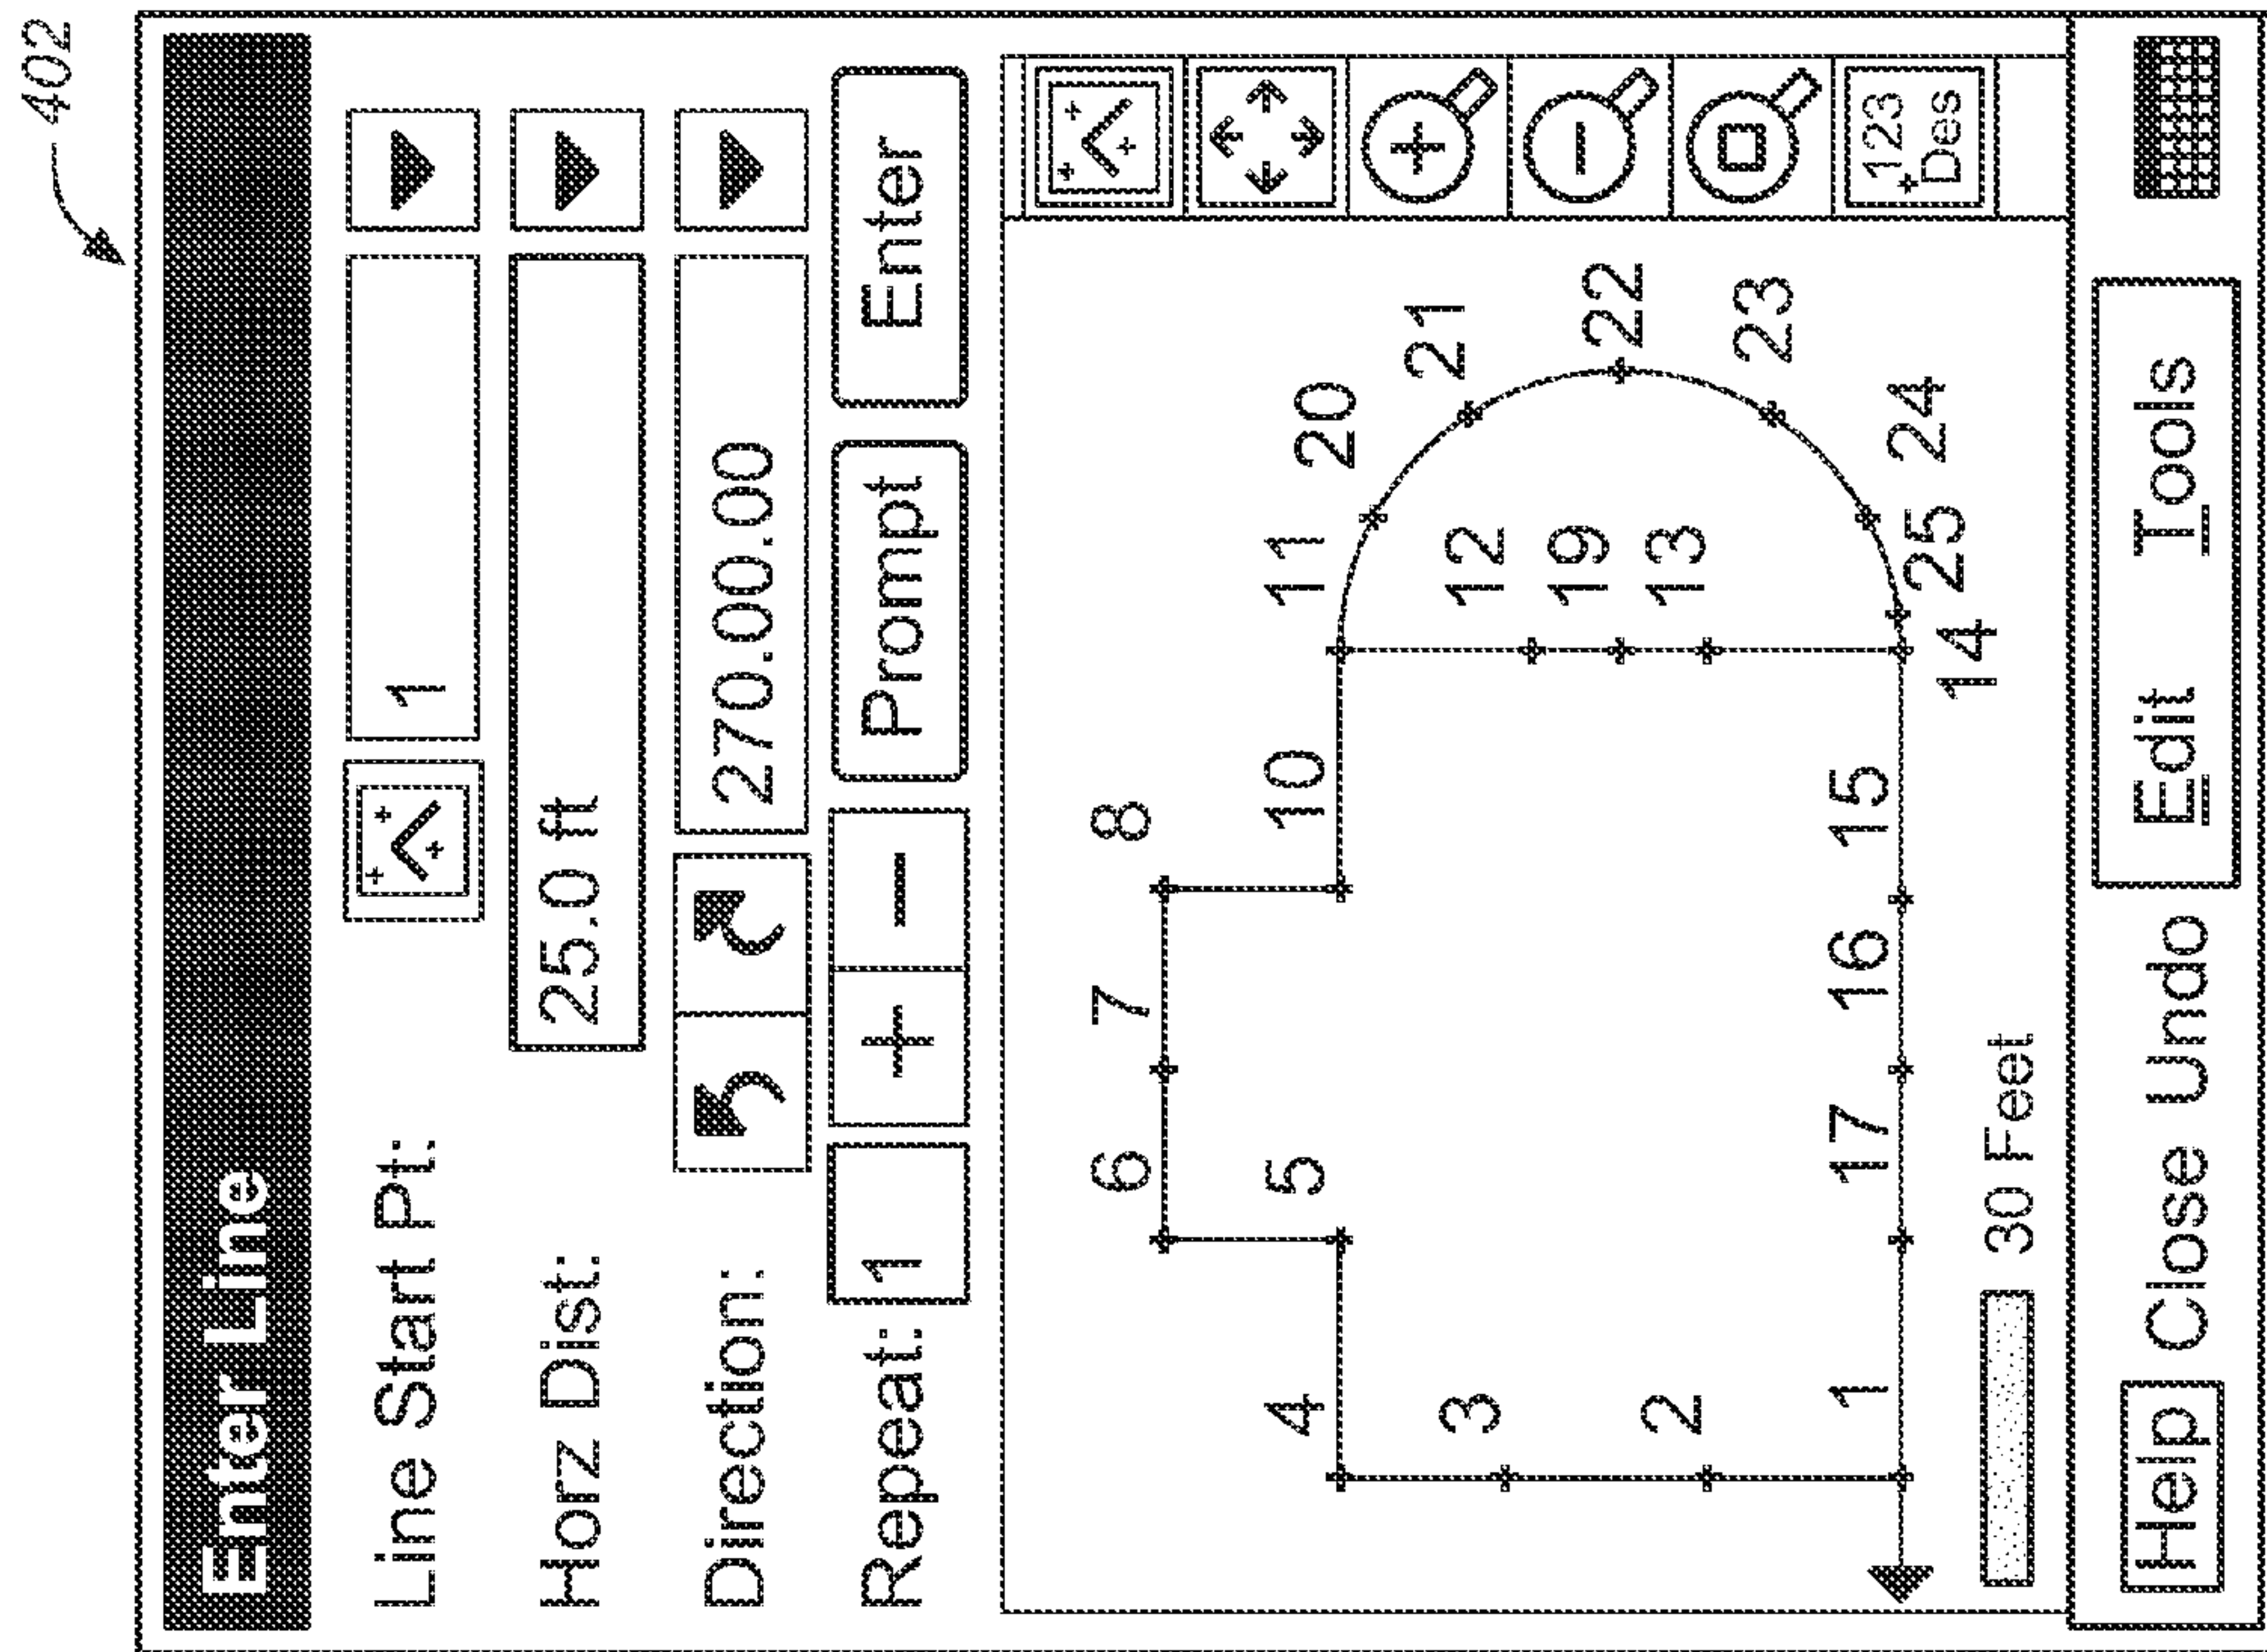 402
Enter Line
Line Start Pt: 1
Horz Dist: 25.0 ft
Direction: 270.00.00
Repeat: 1 + − Prompt Enter
123
Des
6 7 8
4 5 10 11 20
21
3 12
19 22
2 13
23
1 17 16 15 24
25
14
30 Feet
Help Close Undo Edit Tools